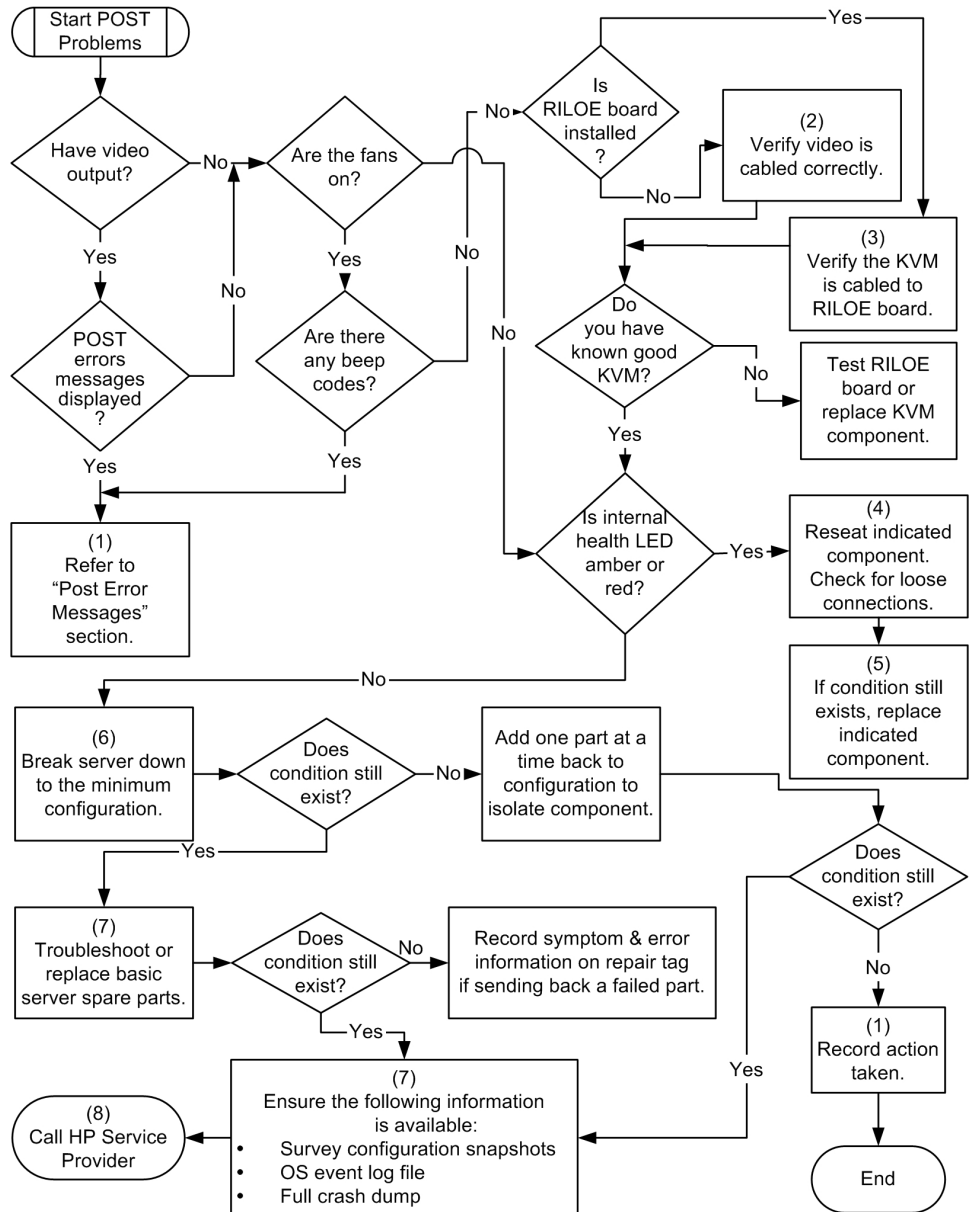 Start POST
Problems
Yes
Have video
output?
No
Are the fans
on?
No
No
Is
RILOE board
installed
?
No
(2)
Verify video is
cabled correctly.
Yes
Yes
No
No
(3)
Verify the KVM
is cabled to
RILOE board.
POST
errors
messages
displayed
?
Are there
any beep
codes?
No
Do
you have
known good
KVM?
No
Test RILOE
board or
replace KVM
component.
Yes
Yes
Yes
(1)
Refer to
“Post Error
Messages”
section.
Is internal
health LED
amber or
red?
Yes
(4)
Reseat indicated
component.
Check for loose
connections.
No
(5)
If condition still
exists, replace
indicated
component.
(6)
Break server down
to the minimum
configuration.
Does
condition still
exist?
No
Add one part at a
time back to
configuration to
isolate component.
Yes
Does
condition still
exist?
(7)
Troubleshoot or
replace basic
server spare parts.
Does
condition still
exist?
No
Record symptom & error
information on repair tag
if sending back a failed part.
No
Yes
Yes
(1)
Record action
taken.
(7)
Ensure the following information
is available:
• Survey configuration snapshots
• OS event log file
• Full crash dump
(8)
Call HP Service
Provider
End